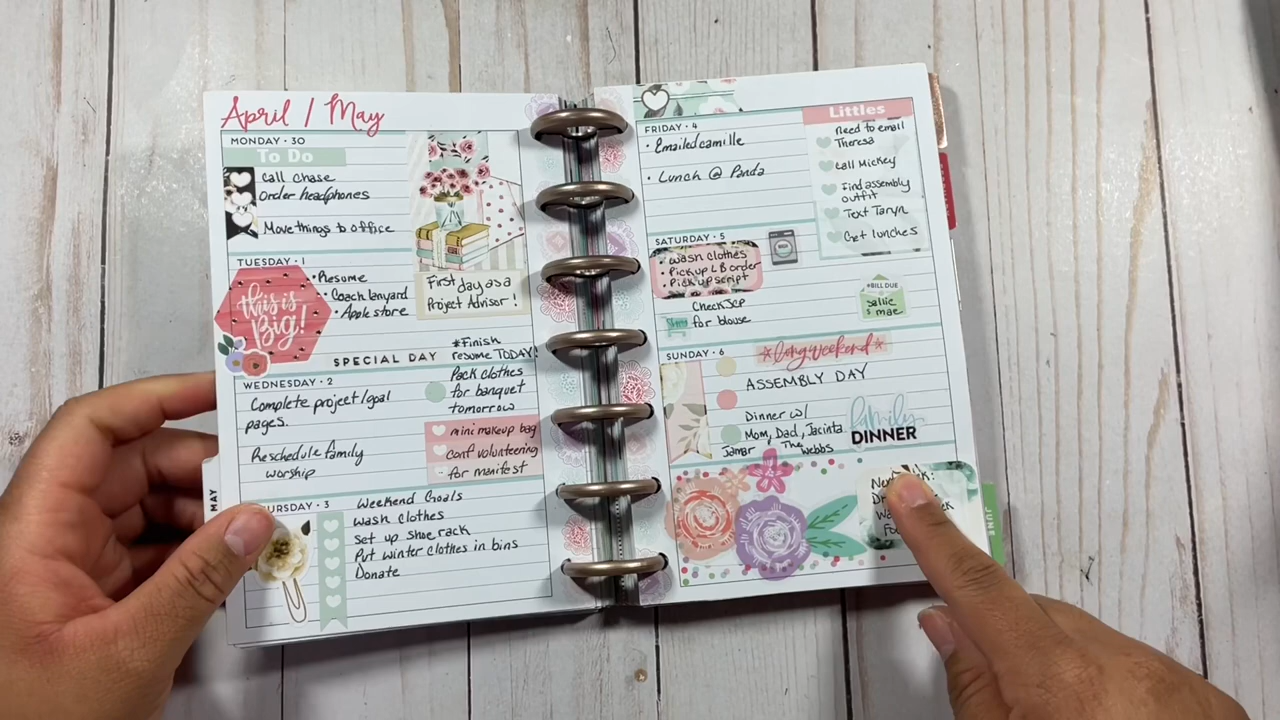 April / May
MONDAY • 30
To Do
Call Chase
Order headphones
Move things to office
TUESDAY • 1
this is
Big!
• Resume
• Coach lanyard
• Apple store
First day as a
Project Advisor!
SPECIAL DAY
*Finish
resume TODAY!
WEDNESDAY • 2
Complete project/goal
pages.
Reschedule family
worship
Pack clothes
for banquet
tomorrow
mini makeup bag
conf volunteering
for manifest
MAY
URSDAY • 3
Weekend Goals
wash clothes
set up shoe rack
Put winter clothes in bins
Donate
FRIDAY • 4
• Emailed camille
• Lunch @ Panda
Littles
Need to email
Theresa
Call Mickey
Find assembly
outfit
Text Taryn
Get lunches
SATURDAY • 5
• wash clothes
• Pick up LB order
• Pick up script
Check JCP
for blouse
#BILL DUE
sallie
$ mae
SUNDAY • 6
*long weekend*
ASSEMBLY DAY
Dinner w/
Mom, Dad, Jacinta
Jamar The
Webbs
family
DINNER
JUNE